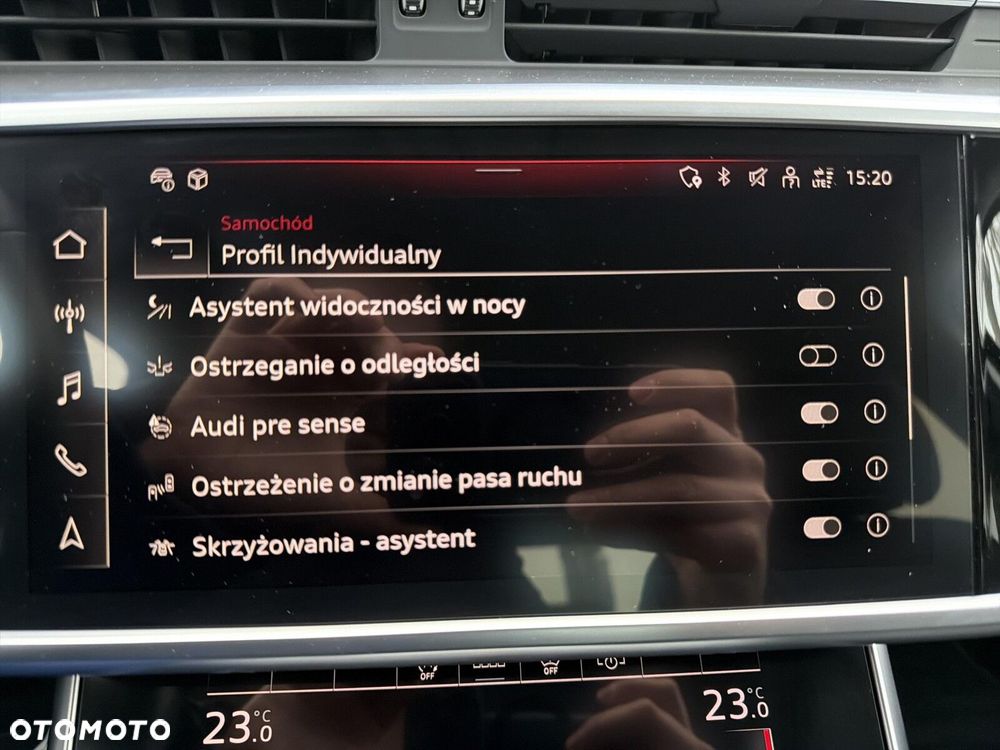 LTE 15:20
Samochód
Profil Indywidualny
Asystent widoczności w nocy
Ostrzeganie o odległości
Audi pre sense
Ostrzeżenie o zmianie pasa ruchu
Skrzyżowania - asystent
OFF OFF
23.0 °C 23.0 °C
OTOMOTO